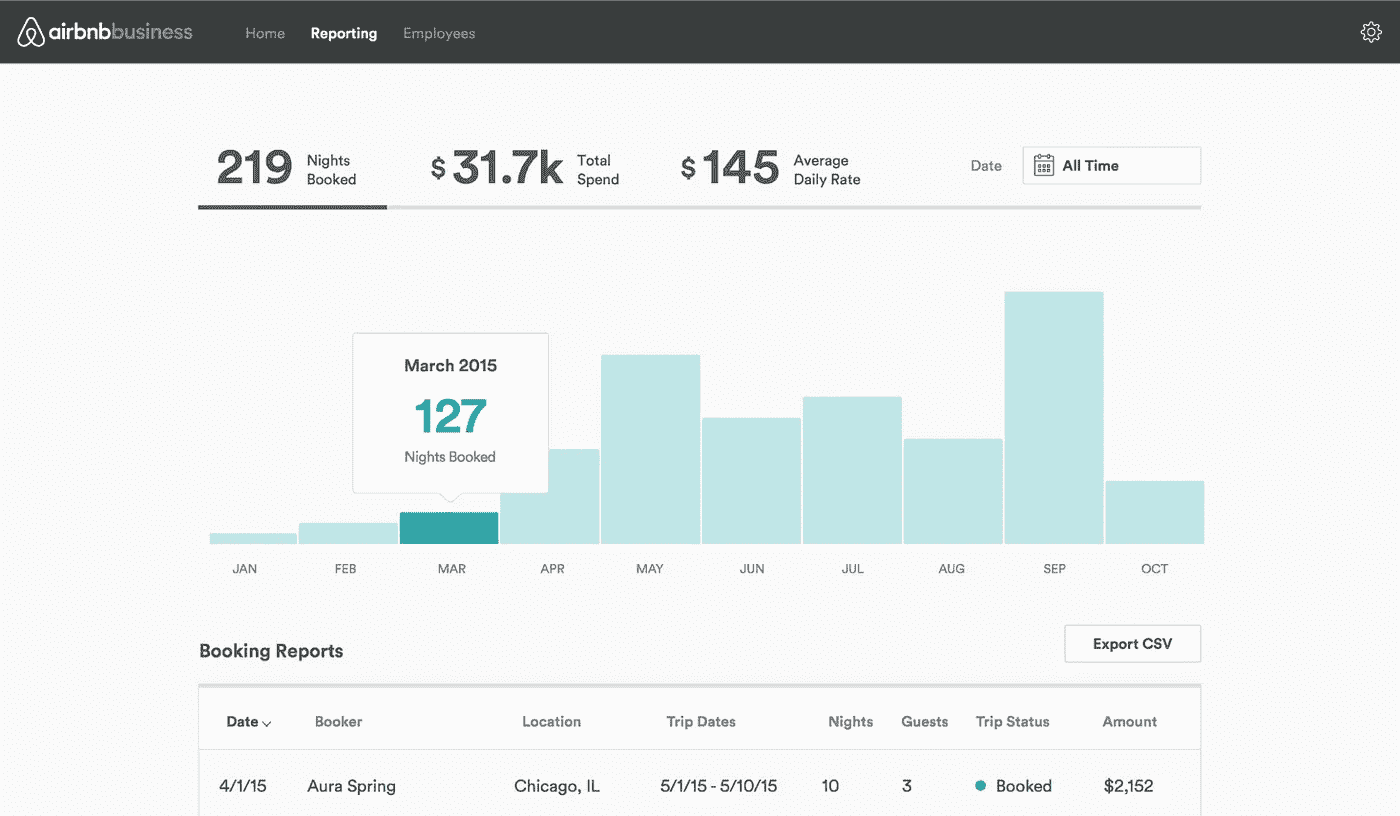 airbnbbusiness Home Reporting Employees
219 Nights Booked $31.7k Total Spend $145 Average Daily Rate Date All Time
March 2015
127
Nights Booked
JAN FEB MAR APR MAY JUN JUL AUG SEP OCT
Booking Reports Export CSV
Date Booker Location Trip Dates Nights Guests Trip Status Amount
4/1/15 Aura Spring Chicago, IL 5/1/15 - 5/10/15 10 3 Booked $2,152